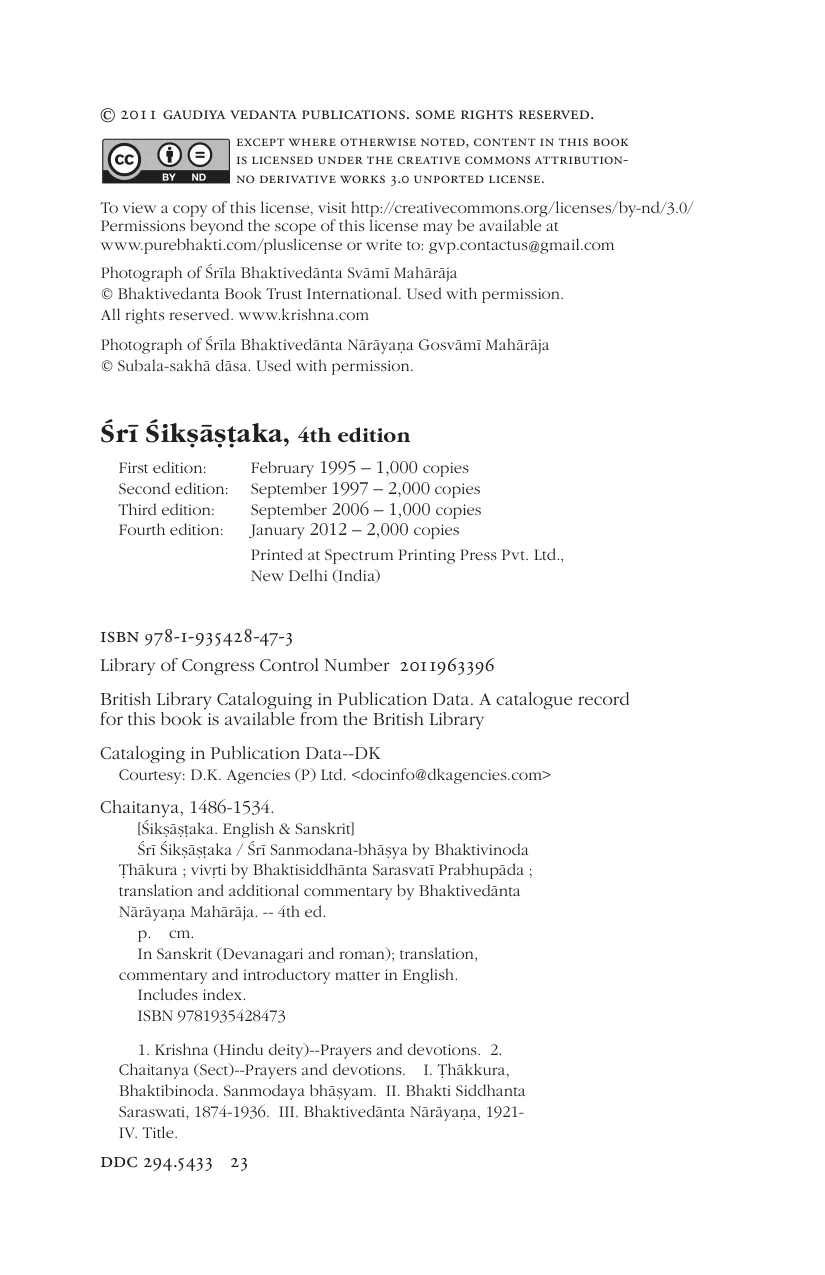 © 2011 GAUDIYA VEDANTA PUBLICATIONS. SOME RIGHTS RESERVED.
EXCEPT WHERE OTHERWISE NOTED, CONTENT IN THIS BOOK
IS LICENSED UNDER THE CREATIVE COMMONS ATTRIBUTION-
NO DERIVATIVE WORKS 3.0 UNPORTED LICENSE.
cc BY ND
To view a copy of this license, visit http://creativecommons.org/licenses/by-nd/3.0/
Permissions beyond the scope of this license may be available at
www.purebhakti.com/pluslicense or write to: gvp.contactus@gmail.com
Photograph of Śrīla Bhaktivedānta Svāmī Mahārāja
© Bhaktivedanta Book Trust International. Used with permission.
All rights reserved. www.krishna.com
Photograph of Śrīla Bhaktivedānta Nārāyaṇa Gosvāmī Mahārāja
© Subala-sakhā dāsa. Used with permission.
Śrī Śikṣāṣṭaka, 4th edition
First edition: February 1995 – 1,000 copies
Second edition: September 1997 – 2,000 copies
Third edition: September 2006 – 1,000 copies
Fourth edition: January 2012 – 2,000 copies
Printed at Spectrum Printing Press Pvt. Ltd.,
New Delhi (India)
ISBN 978-1-935428-47-3
Library of Congress Control Number 2011963396
British Library Cataloguing in Publication Data. A catalogue record
for this book is available from the British Library
Cataloging in Publication Data--DK
Courtesy: D.K. Agencies (P) Ltd. <docinfo@dkagencies.com>
Chaitanya, 1486-1534.
[Śikṣāṣṭaka. English & Sanskrit]
Śrī Śikṣāṣṭaka / Śrī Sanmodana-bhāṣya by Bhaktivinoda
Ṭhākura ; vivṛti by Bhaktisiddhānta Sarasvatī Prabhupāda ;
translation and additional commentary by Bhaktivedānta
Nārāyaṇa Mahārāja. -- 4th ed.
p. cm.
In Sanskrit (Devanagari and roman); translation,
commentary and introductory matter in English.
Includes index.
ISBN 9781935428473
1. Krishna (Hindu deity)--Prayers and devotions. 2.
Chaitanya (Sect)--Prayers and devotions. I. Ṭhākkura,
Bhaktibinoda. Sanmodaya bhāṣyam. II. Bhakti Siddhanta
Saraswati, 1874-1936. III. Bhaktivedānta Nārāyaṇa, 1921-
IV. Title.
DDC 294.5433 23